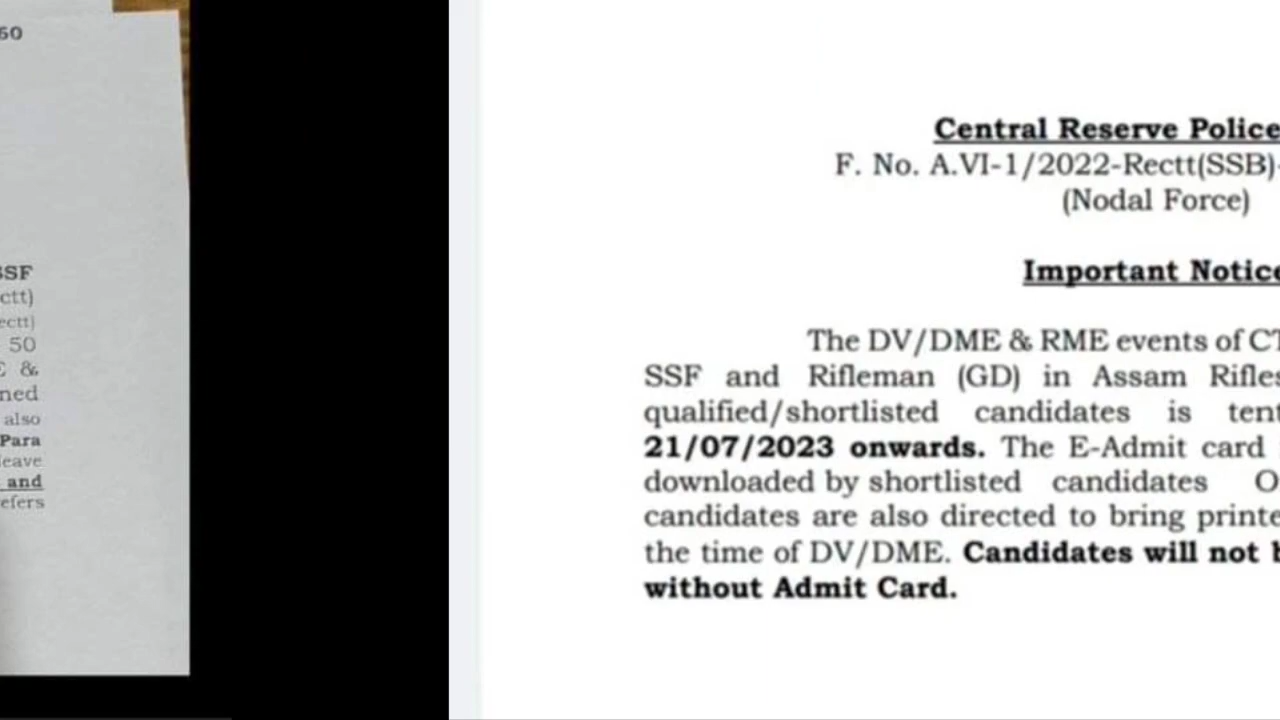 50
SSF
ctt)
ectt)
50
E &
ned
also
Para
leave
and
efers
Central Reserve Police
F. No. A.VI-1/2022-Rectt(SSB)-
(Nodal Force)
Important Notice
The DV/DME & RME events of CT
SSF and Rifleman (GD) in Assam Rifles
qualified/shortlisted candidates is tent
21/07/2023 onwards. The E-Admit card
downloaded by shortlisted candidates O
candidates are also directed to bring printe
the time of DV/DME. Candidates will not b
without Admit Card.